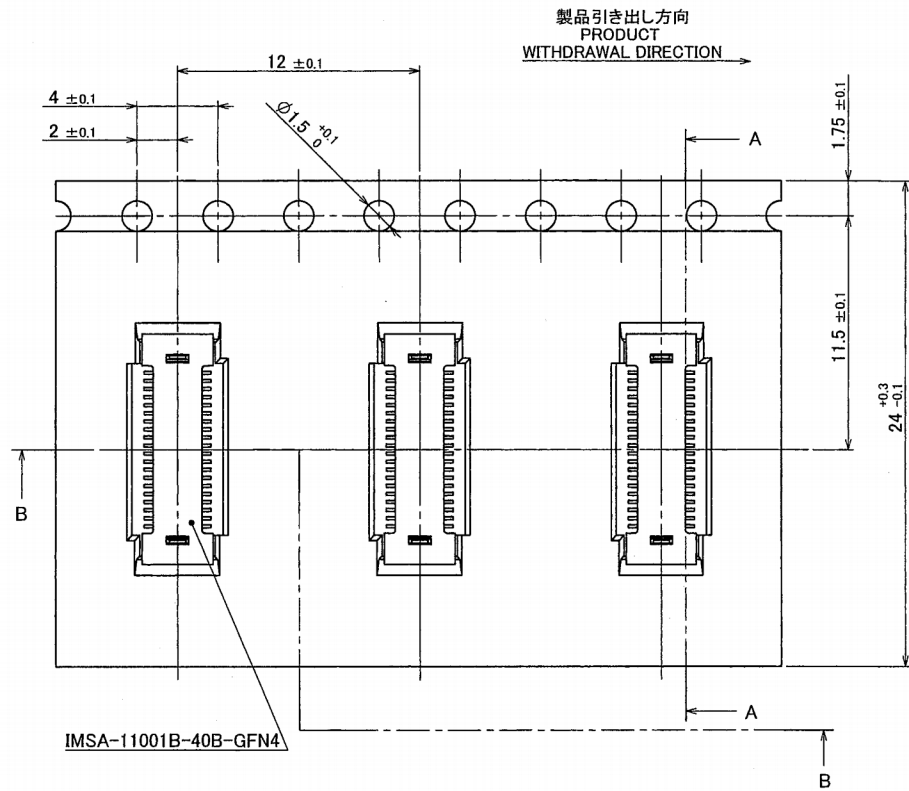 製品引き出し方向
PRODUCT
WITHDRAWAL DIRECTION
12 ±0.1
4 ±0.1
2 ±0.1
Ø1.5 +0.1 0
1.75 ±0.1
A
11.5 ±0.1
24 +0.3 -0.1
B
IMSA-11001B-40B-GFN4
A
B